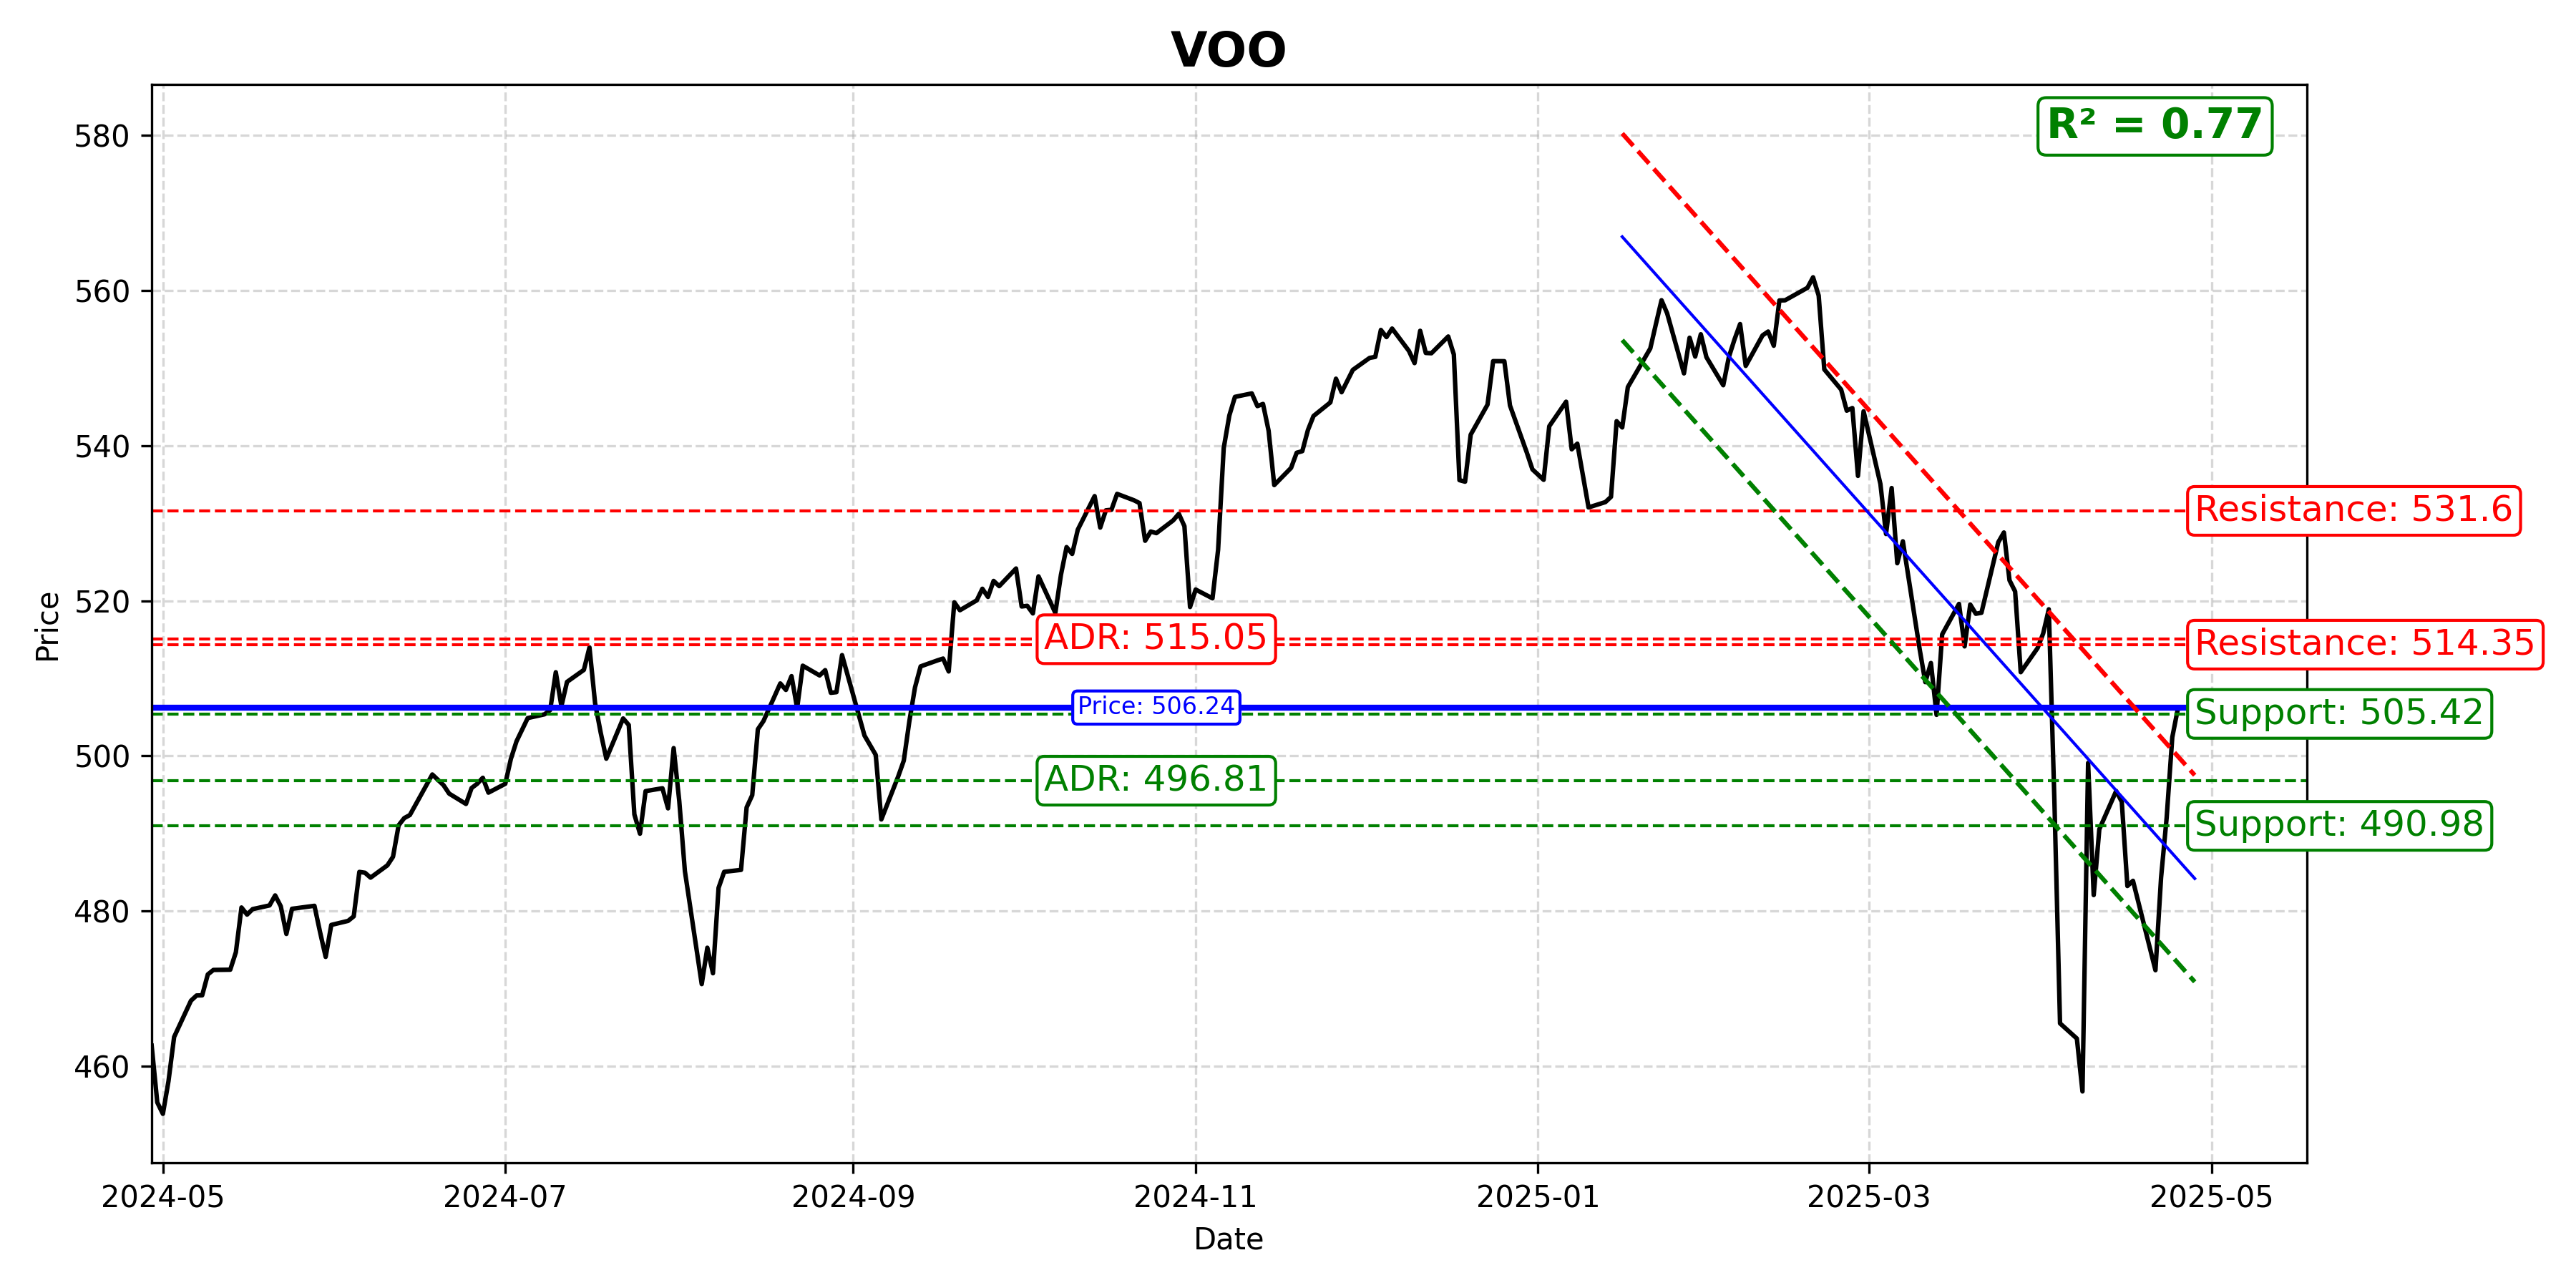 VOO
R² = 0.77
580
560
540
520
500
480
460
Price
Resistance: 531.6
ADR: 515.05
Resistance: 514.35
Price: 506.24
Support: 505.42
ADR: 496.81
Support: 490.98
2024-05
2024-07
2024-09
2024-11
2025-01
2025-03
2025-05
Date